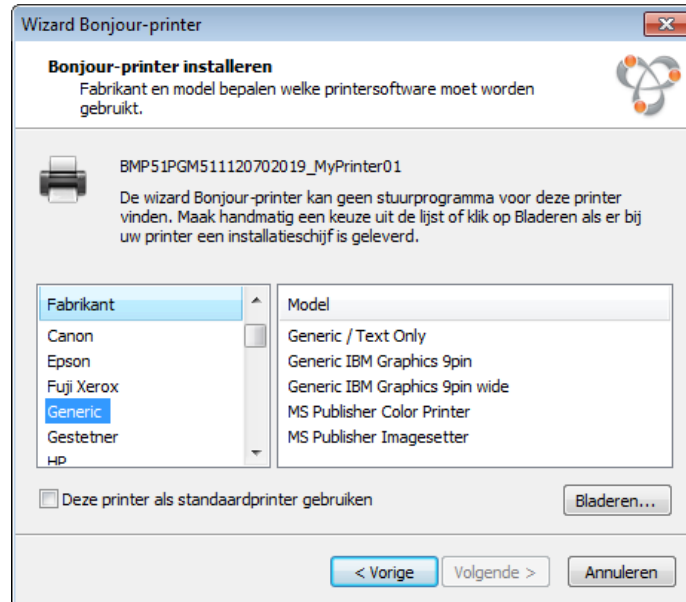 Wizard Bonjour-printer
Bonjour-printer installeren
Fabrikant en model bepalen welke printersoftware moet worden
gebruikt.
BMP51PGM511120702019_MyPrinter01
De wizard Bonjour-printer kan geen stuurprogramma voor deze printer
vinden. Maak handmatig een keuze uit de lijst of klik op Bladeren als er bij
uw printer een installatieschijf is geleverd.
Fabrikant
Canon
Epson
Fuji Xerox
Generic
Gestetner
HP
Model
Generic / Text Only
Generic IBM Graphics 9pin
Generic IBM Graphics 9pin wide
MS Publisher Color Printer
MS Publisher Imagesetter
Deze printer als standaardprinter gebruiken
Bladeren...
< Vorige
Volgende >
Annuleren